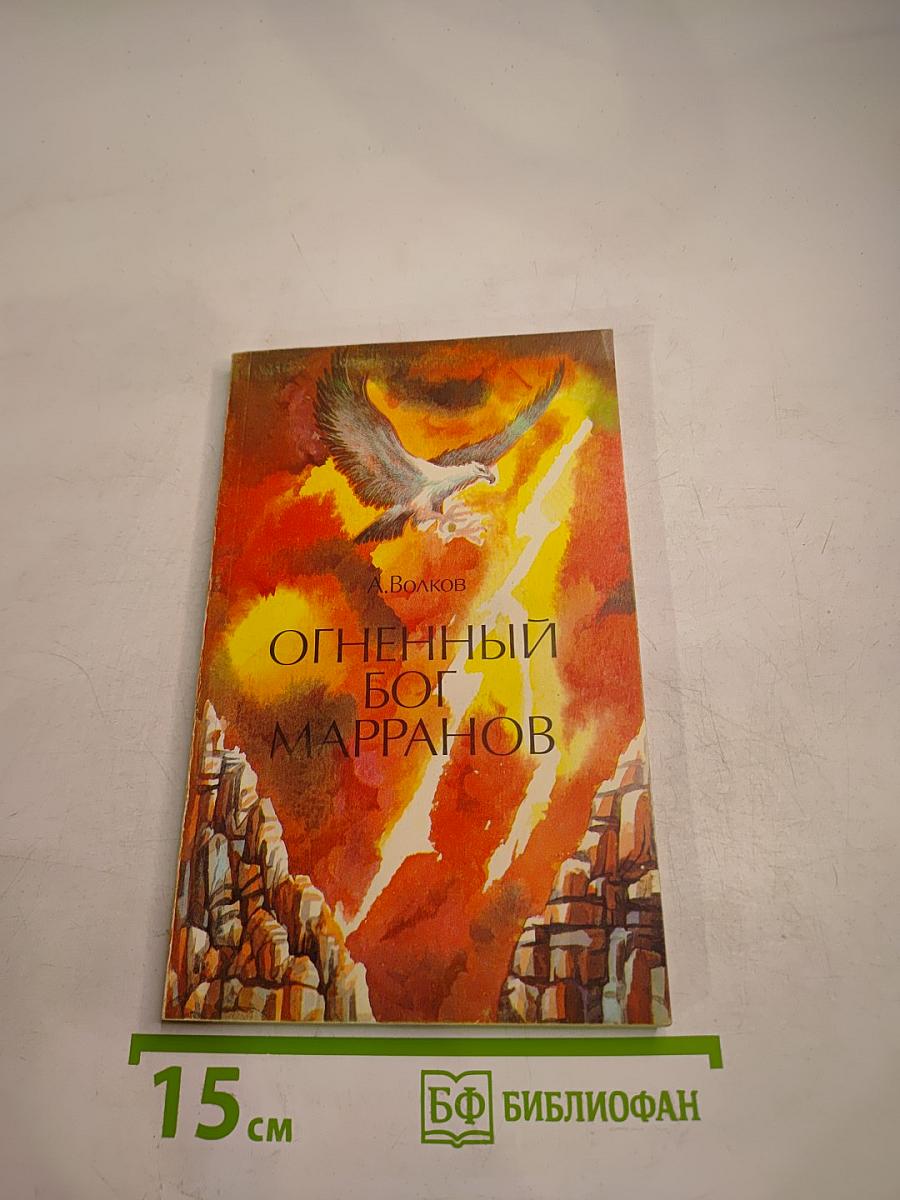 А.Волков
ОГНЕННЫЙ
БОГ
МАРРАНОВ
15 см
БФ БИБЛИОФАН